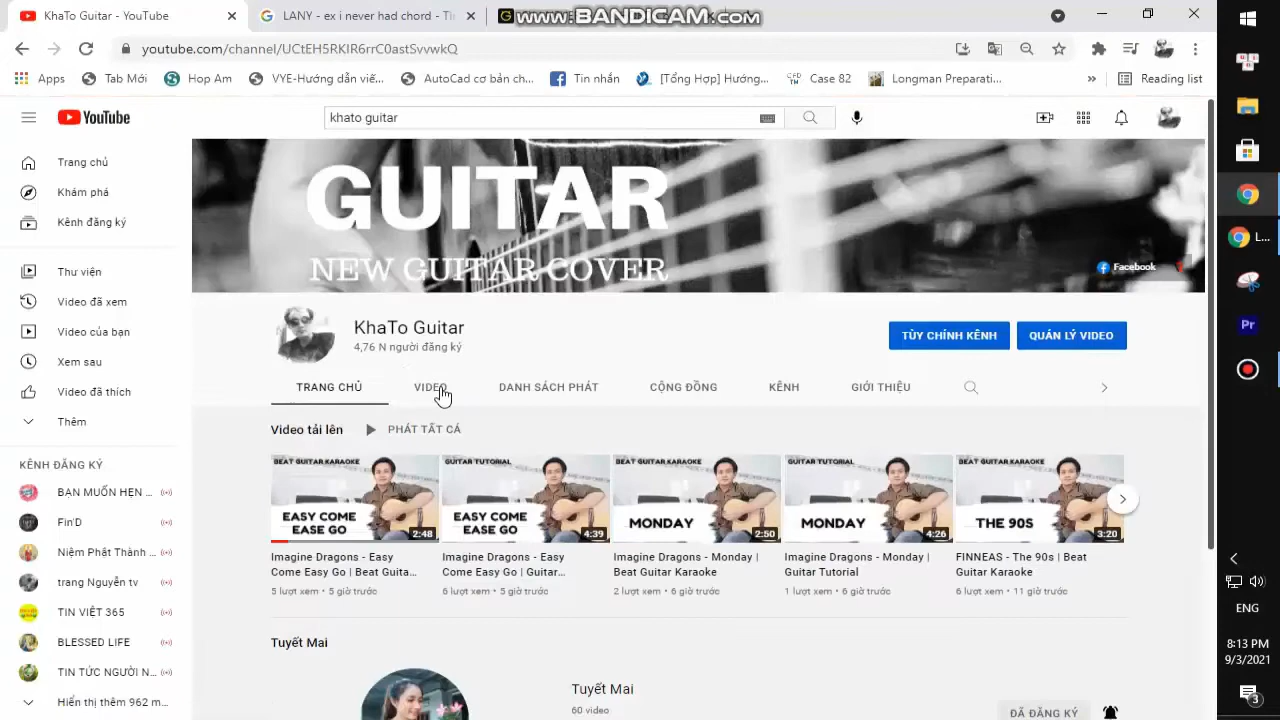 KhaTo Guitar - YouTube
LANY - ex i never had chord - Ti
www.BANDICAM.com
youtube.com/channel/UCtEH5RKIR6rrC0astSvvwkQ
Apps
Tab Mới
Hop Am
VYE-Hướng dẫn viế...
AutoCad cơ bản ch...
Tin nhắn
[Tổng Hợp] Hướng...
Case 82
Longman Preparati...
»
Reading list
YouTube
khato guitar
Trang chủ
Khám phá
Kênh đăng ký
Thư viện
Video đã xem
Video của bạn
Xem sau
Video đã thích
Thêm
KÊNH ĐĂNG KÝ
BẠN MUỐN HẸN ...
Fin'D
Niệm Phật Thành ...
trang Nguyễn tv
TIN VIỆT 365
BLESSED LIFE
TIN TỨC NGƯỜI N...
Hiển thị thêm 962 m...
GUITAR
NEW GUITAR COVER
Facebook
KhaTo Guitar
4,76 N người đăng ký
TÙY CHỈNH KÊNH
QUẢN LÝ VIDEO
TRANG CHỦ
VIDEO
DANH SÁCH PHÁT
CỘNG ĐỒNG
KÊNH
GIỚI THIỆU
Video tải lên
PHÁT TẤT CẢ
BEAT GUITAR KARAOKE
EASY COME
EASE GO
2:48
Imagine Dragons - Easy
Come Easy Go | Beat Guita...
5 lượt xem • 5 giờ trước
GUITAR TUTORIAL
EASY COME
EASE GO
4:39
Imagine Dragons - Easy
Come Easy Go | Guitar...
6 lượt xem • 5 giờ trước
BEAT GUITAR KARAOKE
MONDAY
2:50
Imagine Dragons - Monday |
Beat Guitar Karaoke
2 lượt xem • 6 giờ trước
GUITAR TUTORIAL
MONDAY
4:26
Imagine Dragons - Monday |
Guitar Tutorial
1 lượt xem • 6 giờ trước
BEAT GUITAR KARAOKE
THE 90S
3:20
FINNEAS - The 90s | Beat
Guitar Karaoke
6 lượt xem • 11 giờ trước
Tuyết Mai
Tuyết Mai
60 video
ĐÃ ĐĂNG KÝ
L...
Pr
ENG
8:13 PM
9/3/2021
3